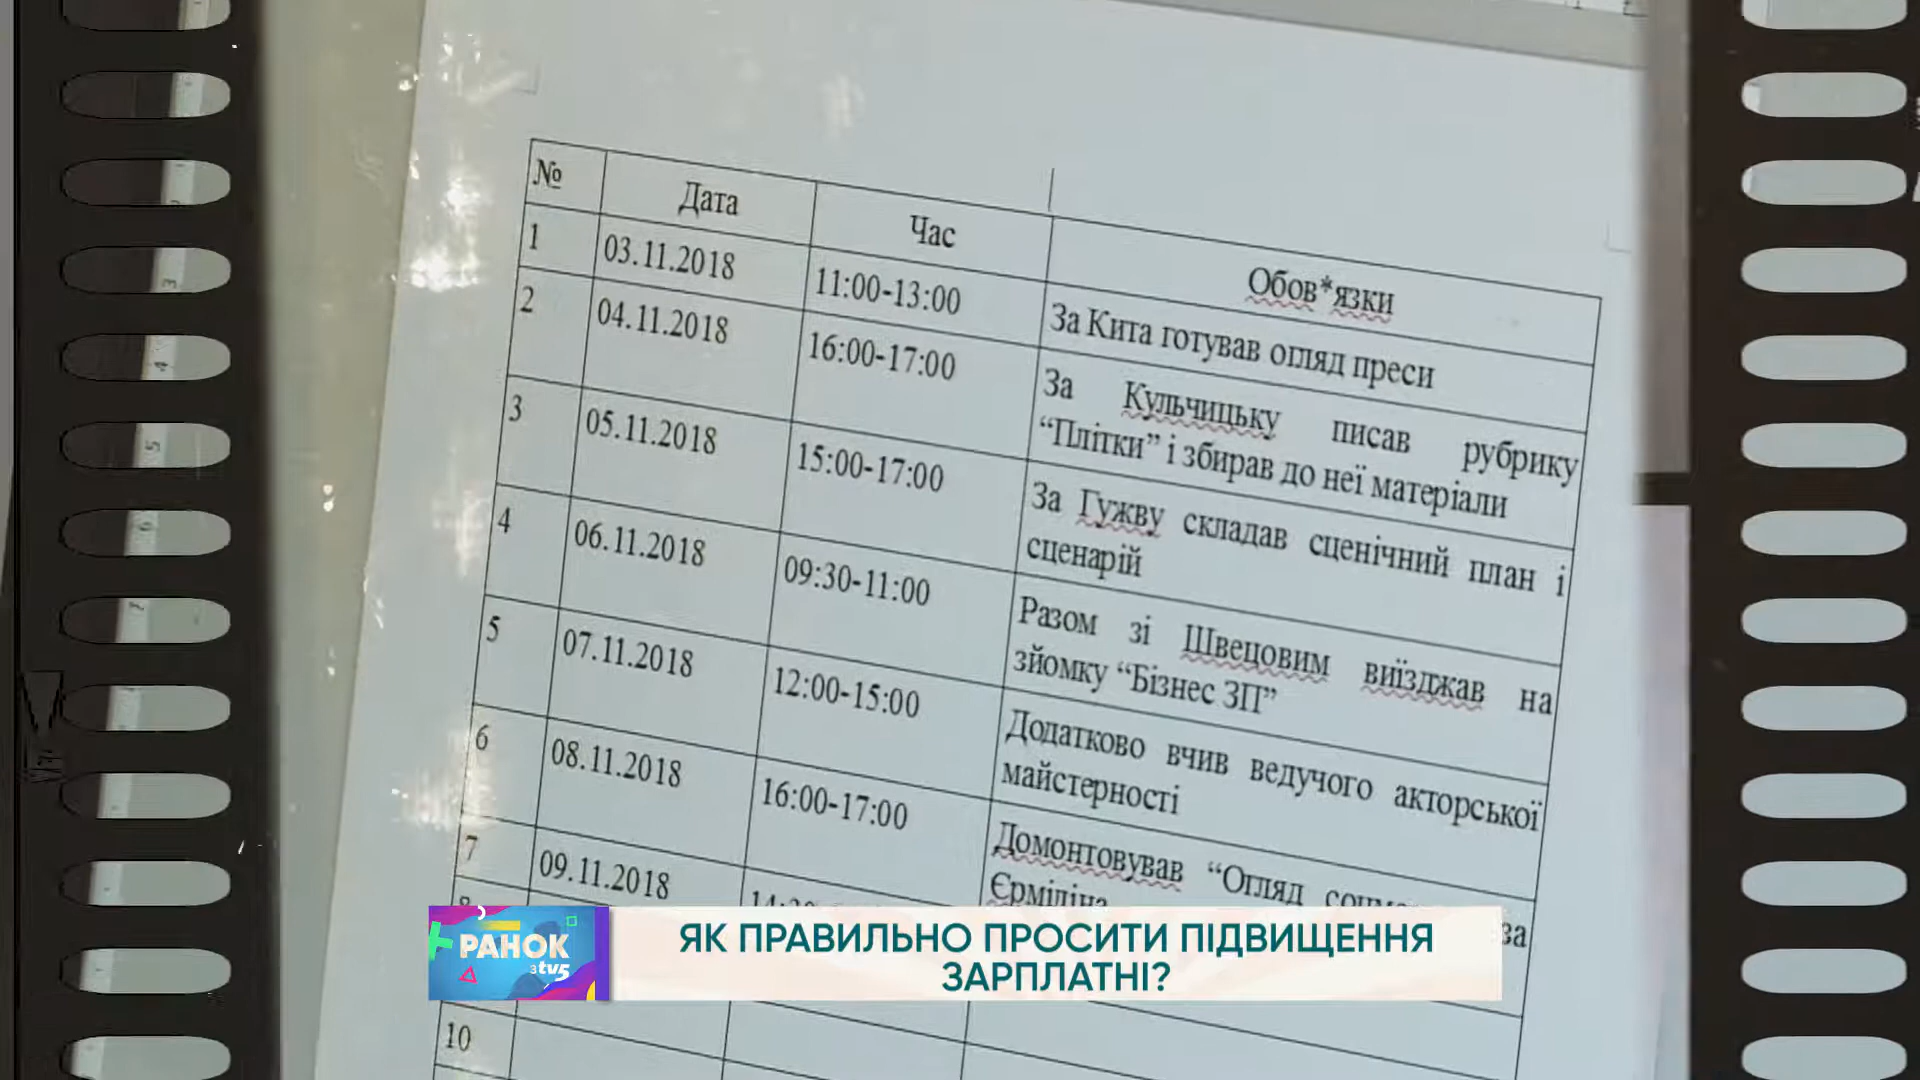 № Дата Час Обов*язки
1 03.11.2018 11:00-13:00 За Кита готував огляд преси
2 04.11.2018 16:00-17:00 За Кульчицьку писав рубрику
“Плітки” і збирав до неї матеріали
3 05.11.2018 15:00-17:00 За Гужву складав сценічний план і
сценарій
4 06.11.2018 09:30-11:00 Разом зі Швецовим виїзджав на
зйомку “Бізнес ЗП”
5 07.11.2018 12:00-15:00 Додатково вчив ведучого акторської
майстерності
6 08.11.2018 16:00-17:00 Домонтовував “Огляд за
Єрміліна
7 09.11.2018
8
10
РАНОК
з tv5
ЯК ПРАВИЛЬНО ПРОСИТИ ПІДВИЩЕННЯ
ЗАРПЛАТНІ?